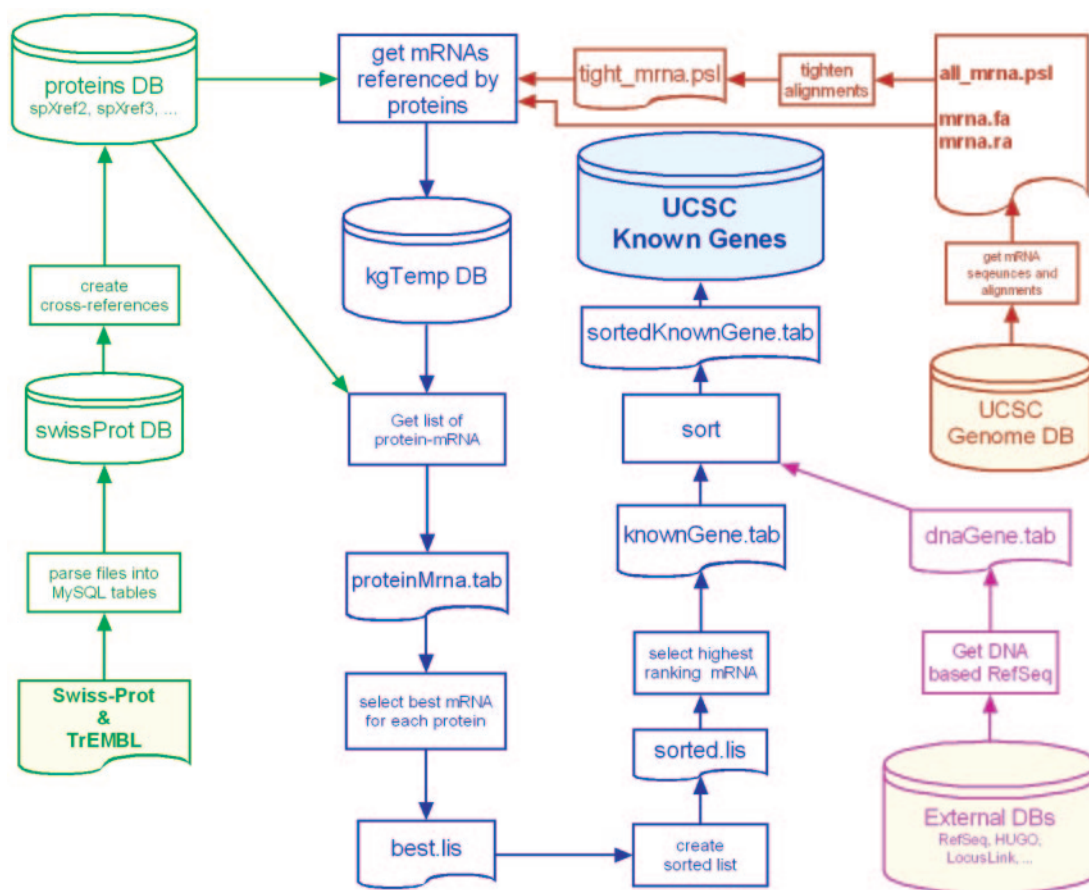 proteins DB
spXref2, spXref3, ...
get mRNAs
referenced by
proteins
tight_mrna.psl
tighten
alignments
all_mrna.psl
mrna.fa
mrna.ra
UCSC
Known Genes
kgTemp DB
get mRNA
seqeunces and
alignments
create
cross-references
sortedKnownGene.tab
swissProt DB
Get list of
protein-mRNA
sort
UCSC
Genome DB
parse files into
MySQL tables
proteinMrna.tab
knownGene.tab
dnaGene.tab
Swiss-Prot
&
TrEMBL
select best mRNA
for each protein
select highest
ranking mRNA
Get DNA
based RefSeq
sorted.lis
best.lis
create
sorted list
External DBs
RefSeq, HUGO,
LocusLink, ...